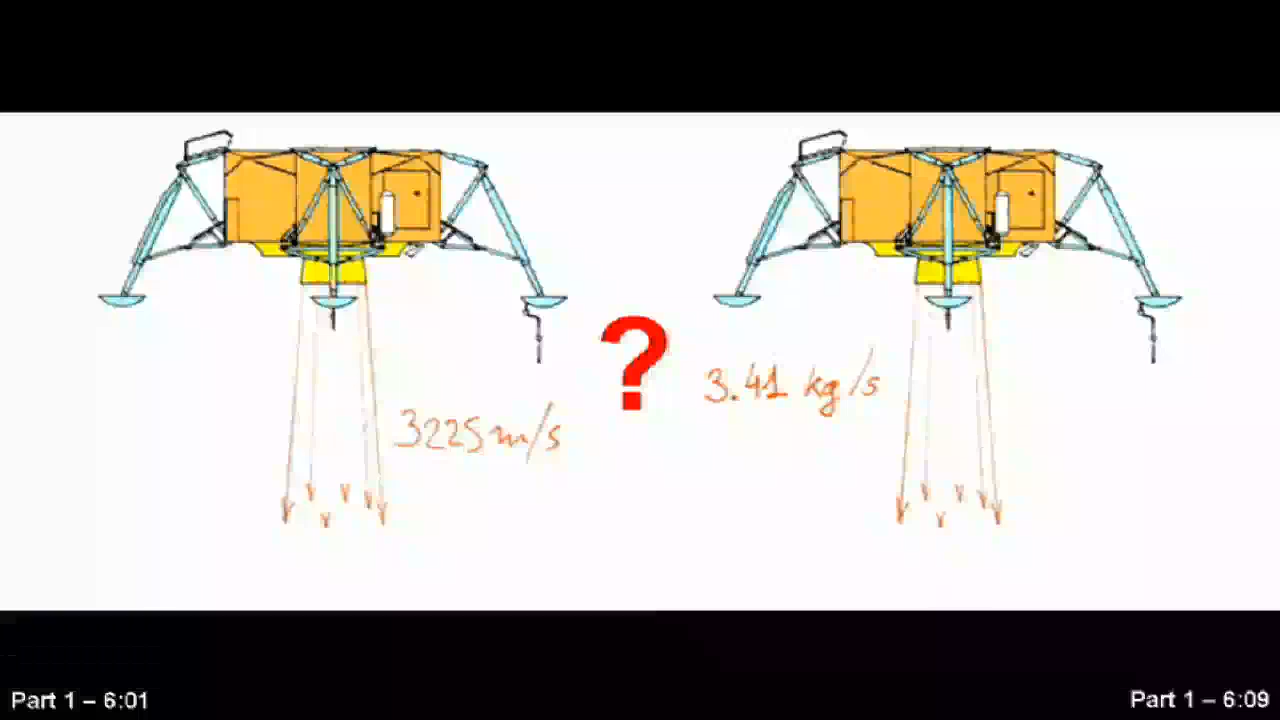 ?
3.41 kg/s
3225 m/s
Part 1 – 6:01
Part 1 – 6:09